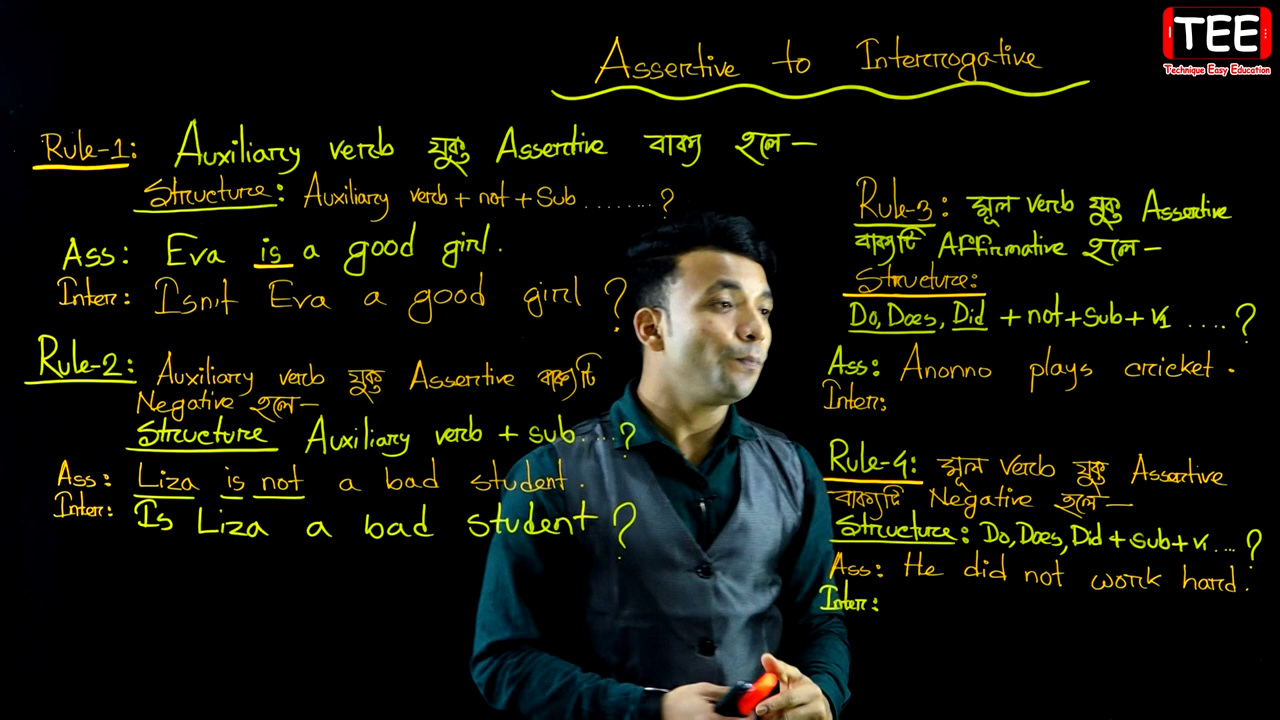 TEE
Technique Easy Education
Assertive to Interrogative
Rule-1: Auxiliary verb যুক্ত Assertive বাক্য হলে—
Structure: Auxiliary verb + not + Sub ........?
Ass: Eva is a good girl.
Inter: Isn't Eva a good girl ?
Rule-2: Auxiliary verb যুক্ত Assertive বাক্যটি
Negative হলে—
Structure Auxiliary verb + sub....?
Ass: Liza is not a bad student.
Inter: Is Liza a bad student ?
Rule-3: মূল verb যুক্ত Assertive
বাক্যটি Affirmative হলে—
Structure:
Do, Does, Did + not + Sub + V1 ....?
Ass: Anonno plays cricket.
Inter:
Rule-4: মূল verb যুক্ত Assertive
বাক্যটি Negative হলে—
Structure: Do, Does, Did + sub + V1 ....?
Ass: He did not work hard.
Inter: